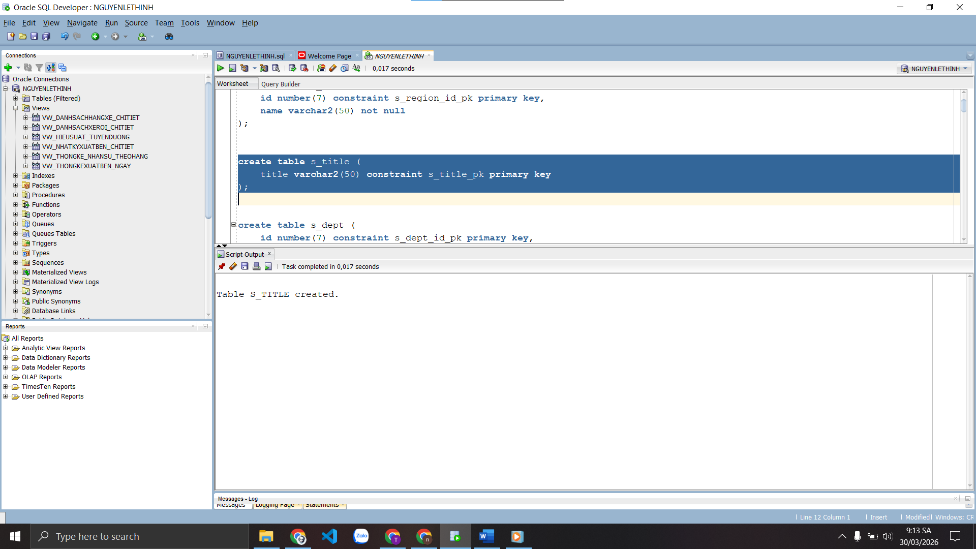 Oracle SQL Developer : NGUYENLETHINH
File Edit View Navigate Run Source Team Tools Window Help
Connections
Oracle Connections
NGUYENLETHINH
Tables (Filtered)
Views
VW_DANHSACHHANGXE_CHITIET
VW_DANHSACHXEROI_CHITIET
VW_HIEUSUAT_TUYENDUONG
VW_NHATKYXUATBEN_CHITIET
VW_THONGKE_NHANSU_THEOHANG
VW_THONGKEXUATBEN_NGAY
Indexes
Packages
Procedures
Functions
Operators
Queues
Queues Tables
Triggers
Types
Sequences
Materialized Views
Materialized View Logs
Synonyms
Public Synonyms
Database Links
Reports
All Reports
Analytic View Reports
Data Dictionary Reports
Data Modeler Reports
OLAP Reports
TimesTen Reports
User Defined Reports
NGUYENLETHINH.sql Welcome Page NGUYENLETHINH
0,017 seconds NGUYENLETHINH
Worksheet Query Builder
id number(7) constraint s_region_id_pk primary key,
name varchar2(50) not null
);
create table s_title (
title varchar2(50) constraint s_title_pk primary key
);
create table s_dept (
id number(7) constraint s_dept_id_pk primary key,
Script Output
Task completed in 0,017 seconds
Table S_TITLE created.
Messages - Log
Messages Logging Page Statements
Line 12 Column 1 Insert Modified Windows: CR
Type here to search
Zalo
9:13 SA
30/03/2026